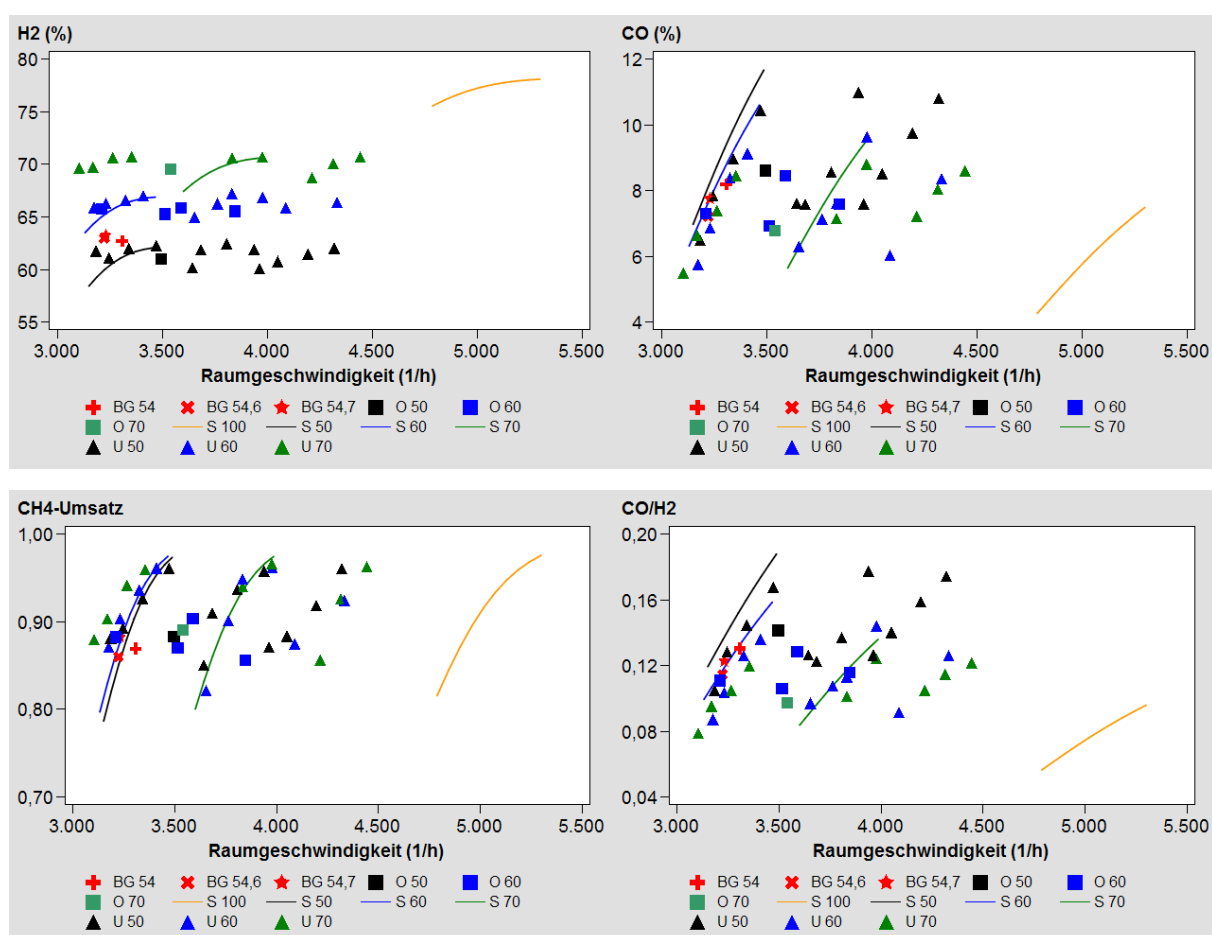 H2 (%)
80
75
70
65
60
55
3.000 3.500 4.000 5.000 5.500
Raumgeschwindigkeit (1/h)
BG 54 BG 54,6 BG 54,7 O 50 O 60
O 70 S 100 S 50 S 60 S 70
U 50 U 60 U 70
CO (%)
12
10
8
6
4
3.000 3.500 4.000 4.500 5.000 5.500
Raumgeschwindigkeit (1/h)
BG 54 BG 54,6 BG 54,7 O 50 O 60
O 70 S 100 S 50 S 60 S 70
U 50 U 60 U 70
CH4-Umsatz
1,00
0,90
0,80
0,70
3.000 3.500 4.000 4.500 5.000 5.500
Raumgeschwindigkeit (1/h)
BG 54 BG 54,6 BG 54,7 O 50 O 60
O 70 S 100 S 50 S 60 S 70
U 50 U 60 U 70
CO/H2
0,20
0,16
0,12
0,08
0,04
3.000 3.500 4.000 4.500 5.000 5.500
Raumgeschwindigkeit (1/h)
BG 54 BG 54,6 BG 54,7 O 50 O 60
O 70 S 100 S 50 S 60 S 70
U 50 U 60 U 70